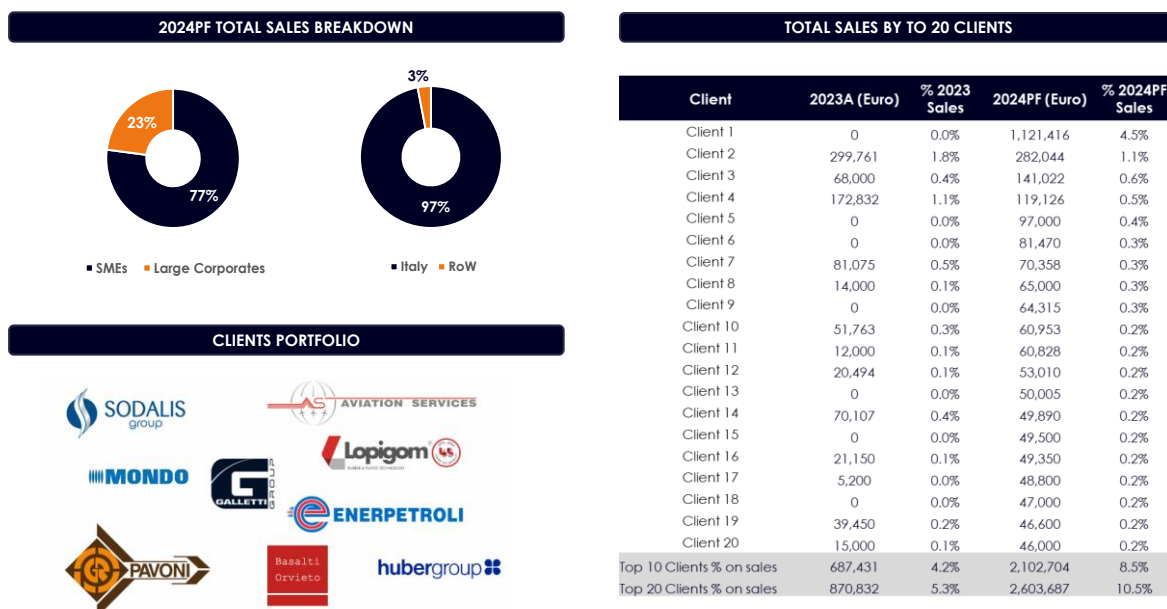 2024PF TOTAL SALES BREAKDOWN
23%
77%
SMEs Large Corporates
3%
97%
Italy RoW
CLIENTS PORTFOLIO
SODALIS
group
AS AVIATION SERVICES
Lopigom
RUBBER & PLASTIC TECHNOLOGY
MONDO
G
GALLETTI
GROUP
e ENERPETROLI
PAVONI
Basalti
Orvieto
hubergroup
TOTAL SALES BY TO 20 CLIENTS
Client 2023A (Euro) % 2023 Sales 2024PF (Euro) % 2024PF Sales
Client 1 0 0.0% 1,121,416 4.5%
Client 2 299,761 1.8% 282,044 1.1%
Client 3 68,000 0.4% 141,022 0.6%
Client 4 172,832 1.1% 119,126 0.5%
Client 5 0 0.0% 97,000 0.4%
Client 6 0 0.0% 81,470 0.3%
Client 7 81,075 0.5% 70,358 0.3%
Client 8 14,000 0.1% 65,000 0.3%
Client 9 0 0.0% 64,315 0.3%
Client 10 51,763 0.3% 60,953 0.2%
Client 11 12,000 0.1% 60,828 0.2%
Client 12 20,494 0.1% 53,010 0.2%
Client 13 0 0.0% 50,005 0.2%
Client 14 70,107 0.4% 49,890 0.2%
Client 15 0 0.0% 49,500 0.2%
Client 16 21,150 0.1% 49,350 0.2%
Client 17 5,200 0.0% 48,800 0.2%
Client 18 0 0.0% 47,000 0.2%
Client 19 39,450 0.2% 46,600 0.2%
Client 20 15,000 0.1% 46,000 0.2%
Top 10 Clients % on sales 687,431 4.2% 2,102,704 8.5%
Top 20 Clients % on sales 870,832 5.3% 2,603,687 10.5%